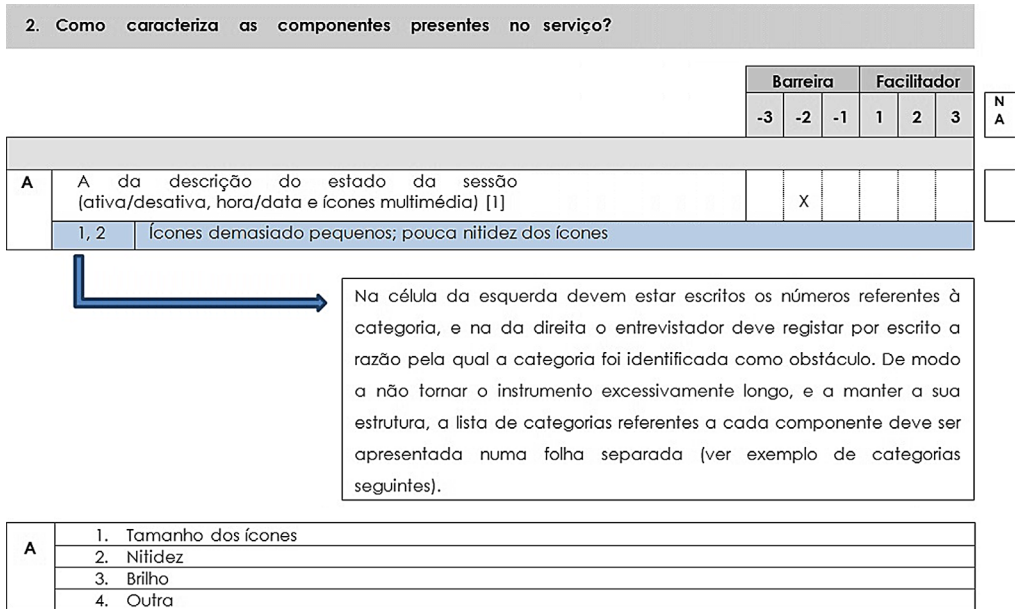 2. Como caracteriza as componentes presentes no serviço?
Barreira Facilitador
-3 -2 -1 1 2 3 N
A
A A da descrição do estado da sessão
(ativa/desativa, hora/data e ícones multimédia) [1] X
1, 2 Ícones demasiado pequenos; pouca nitidez dos ícones
Na célula da esquerda devem estar escritos os números referentes à
categoria, e na da direita o entrevistador deve registar por escrito a
razão pela qual a categoria foi identificada como obstáculo. De modo
a não tornar o instrumento excessivamente longo, e a manter a sua
estrutura, a lista de categorias referentes a cada componente deve ser
apresentada numa folha separada (ver exemplo de categorias
seguintes).
A 1. Tamanho dos ícones
2. Nitidez
3. Brilho
4. Outra